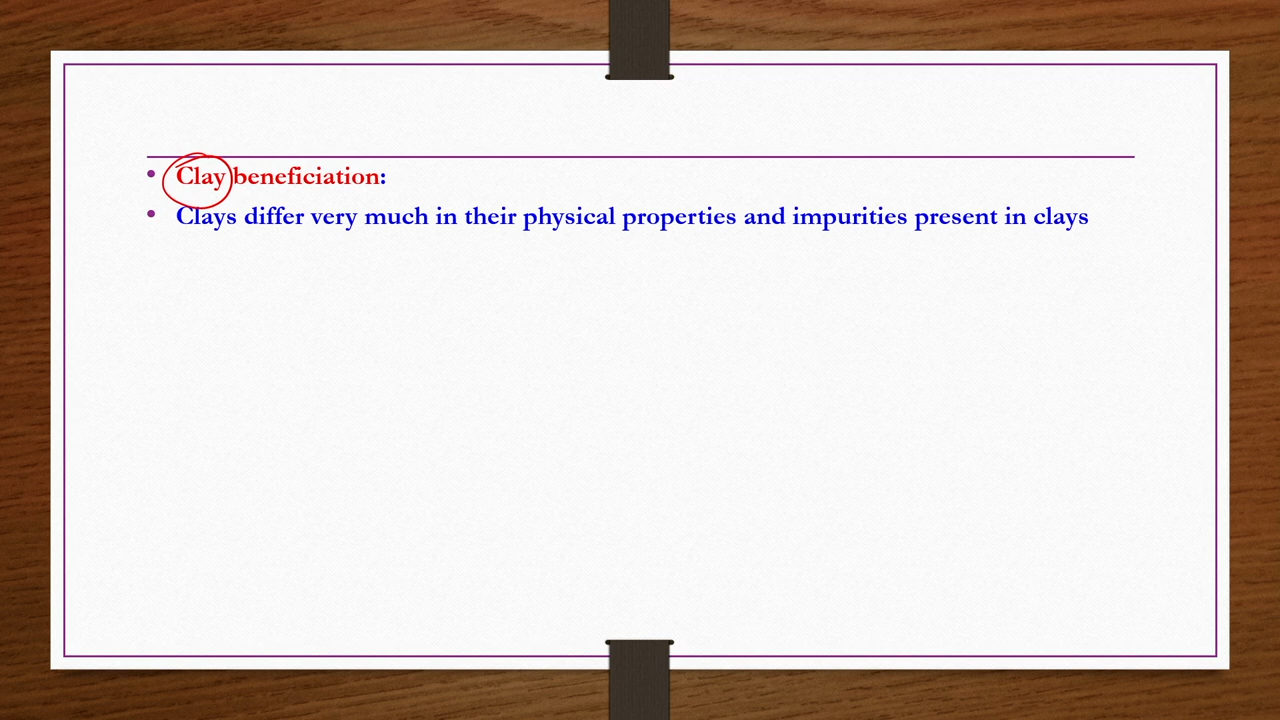 Clay beneficiation:
Clays differ very much in their physical properties and impurities present in clays